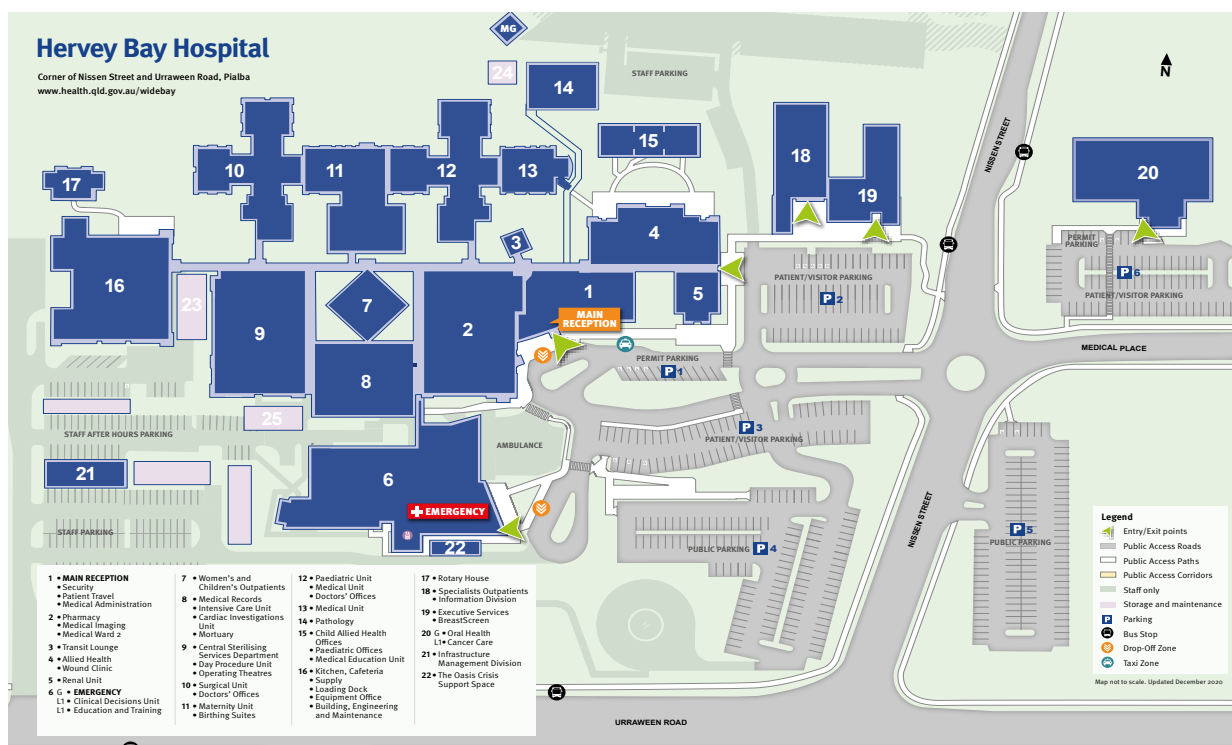 Hervey Bay Hospital
Corner of Nissen Street and Urraween Road, Pialba
www.health.qld.gov.au/widebay
MG
24
14
STAFF PARKING
N
15
NISSEN STREET
10
11
12
13
18
19
20
17
3
4
PERMIT PARKING
P 6
PATIENT/VISITOR PARKING
16
23
9
7
2
1
5
PATIENT/VISITOR PARKING
P 2
MAIN RECEPTION
MEDICAL PLACE
PERMIT PARKING
P 1
8
25
STAFF AFTER HOURS PARKING
AMBULANCE
P 3
PATIENT/VISITOR PARKING
21
6
EMERGENCY
22
STAFF PARKING
PUBLIC PARKING P 4
NISSEN STREET
P 5
PUBLIC PARKING
Legend
Entry/Exit points
Public Access Roads
Public Access Paths
Public Access Corridors
Staff only
Storage and maintenance
P Parking
Bus Stop
Drop-Off Zone
Taxi Zone
Map not to scale. Updated December 2020
1 • MAIN RECEPTION
• Security
• Patient Travel
• Medical Administration
2 • Pharmacy
• Medical Imaging
• Medical Ward 2
3 • Transit Lounge
4 • Allied Health
• Wound Clinic
5 • Renal Unit
6 G • EMERGENCY
L1 • Clinical Decisions Unit
L1 • Education and Training
7 • Women's and
Children's Outpatients
8 • Medical Records
• Intensive Care Unit
• Cardiac Investigations
Unit
• Mortuary
9 • Central Sterilising
Services Department
• Day Procedure Unit
• Operating Theatres
10 • Surgical Unit
• Doctors' Offices
11 • Maternity Unit
• Birthing Suites
12 • Paediatric Unit
• Medical Unit
• Doctors' Offices
13 • Medical Unit
14 • Pathology
15 • Child Allied Health
Offices
• Paediatric Offices
• Medical Education Unit
16 • Kitchen, Cafeteria
• Supply
• Loading Dock
• Equipment Office
• Building, Engineering
and Maintenance
17 • Rotary House
18 • Specialists Outpatients
• Information Division
19 • Executive Services
• BreastScreen
20 G • Oral Health
L1 • Cancer Care
21 • Infrastructure
Management Division
22 • The Oasis Crisis
Support Space
URRAWEEN ROAD